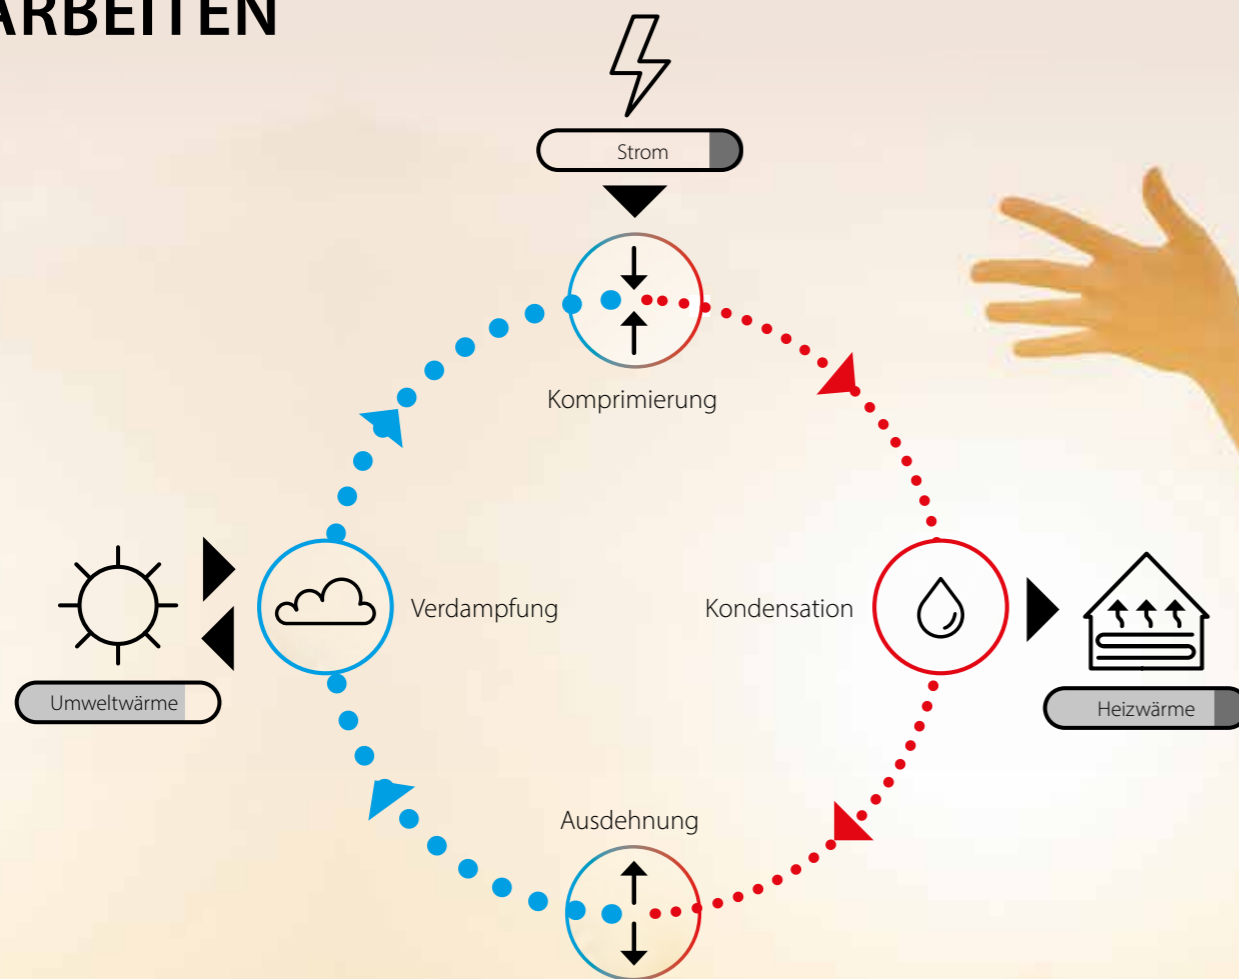 ARBEITEN
Strom
Komprimierung
Verdampfung
Kondensation
Umweltwärme
Heizwärme
Ausdehnung